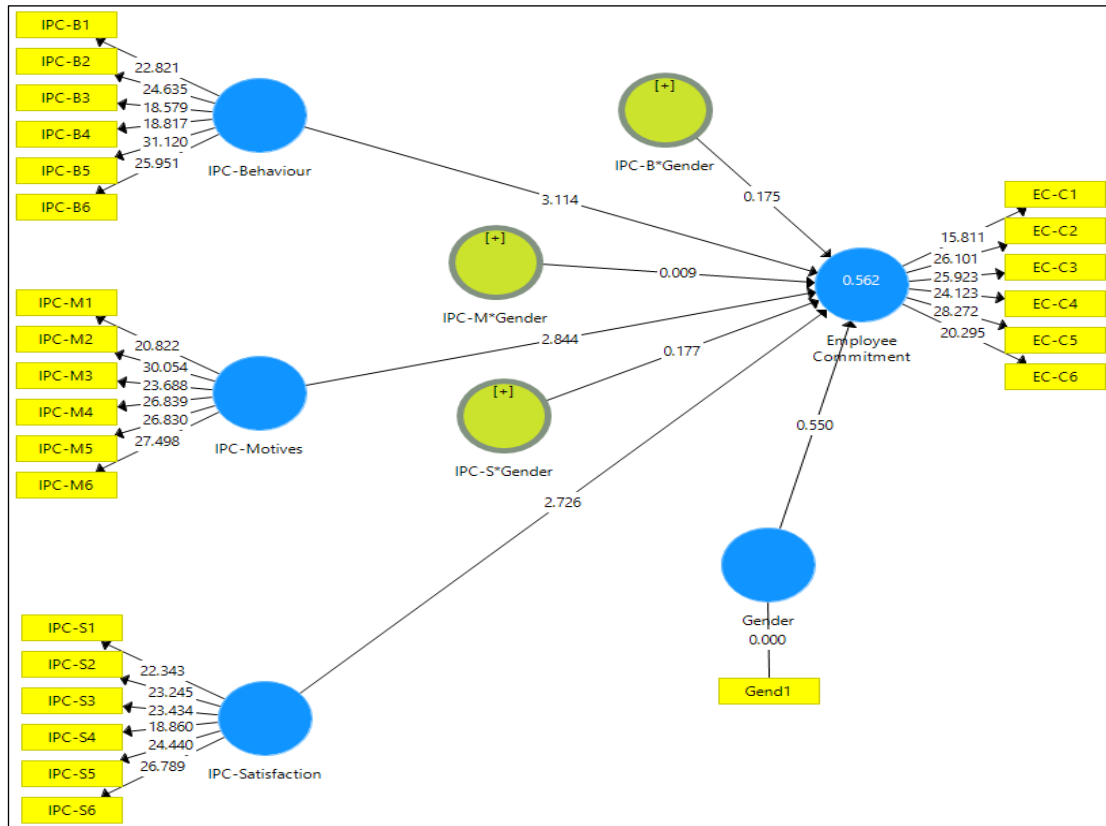 IPC-B1
IPC-B2
IPC-B3
IPC-B4
IPC-B5
IPC-B6
22.821
24.635
18.579
18.817
31.120
25.951
IPC-Behaviour
[+]
IPC-B*Gender
3.114
0.175
[+]
IPC-M*Gender
0.009
IPC-M1
IPC-M2
IPC-M3
IPC-M4
IPC-M5
IPC-M6
20.822
30.054
23.688
26.839
26.830
27.498
IPC-Motives
2.844
[+]
IPC-S*Gender
0.177
0.562
Employee
Commitment
15.811
26.101
25.923
24.123
28.272
20.295
EC-C1
EC-C2
EC-C3
EC-C4
EC-C5
EC-C6
0.550
2.726
Gender
0.000
Gend1
IPC-S1
IPC-S2
IPC-S3
IPC-S4
IPC-S5
IPC-S6
22.343
23.245
23.434
18.860
24.440
26.789
IPC-Satisfaction